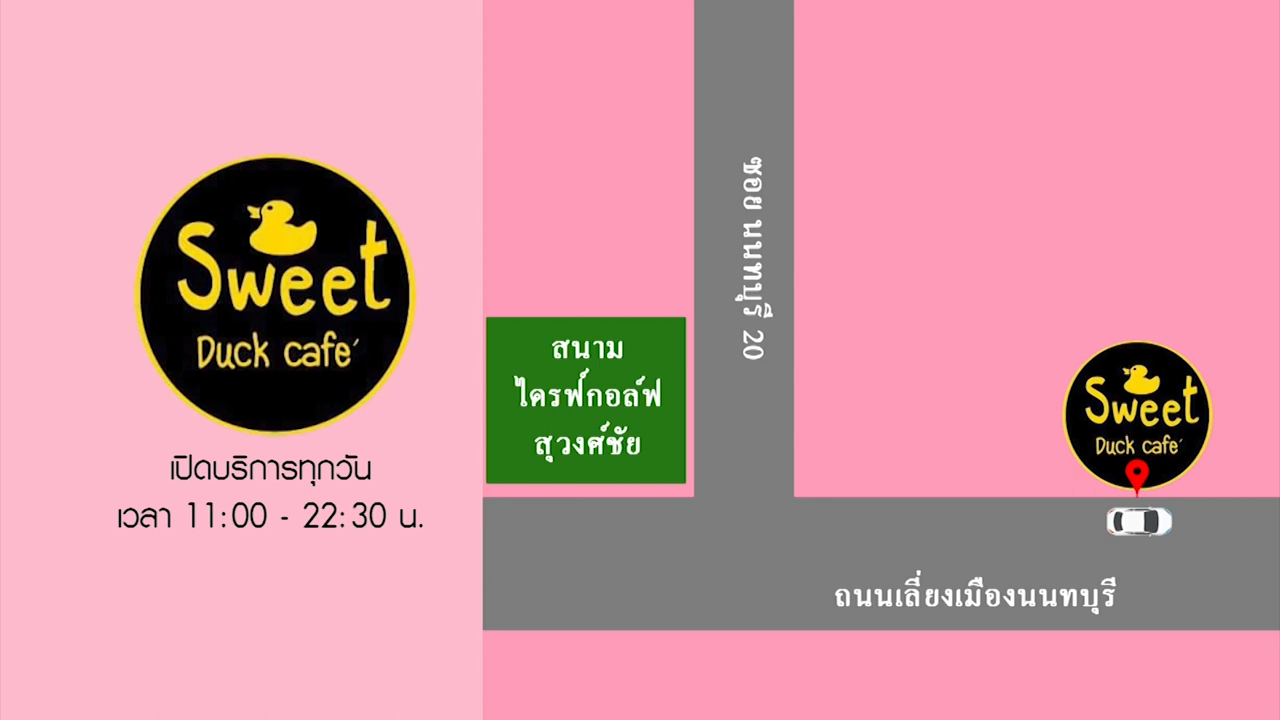 Sweet
Duck cafe´
เปิดบริการทุกวัน
เวลา 11:00 - 22:30 น.
ซอย นนทบุรี 20
สนาม
ไดรฟ์กอล์ฟ
สุวงศ์ชัย
Sweet
Duck cafe´
ถนนเลี่ยงเมืองนนทบุรี